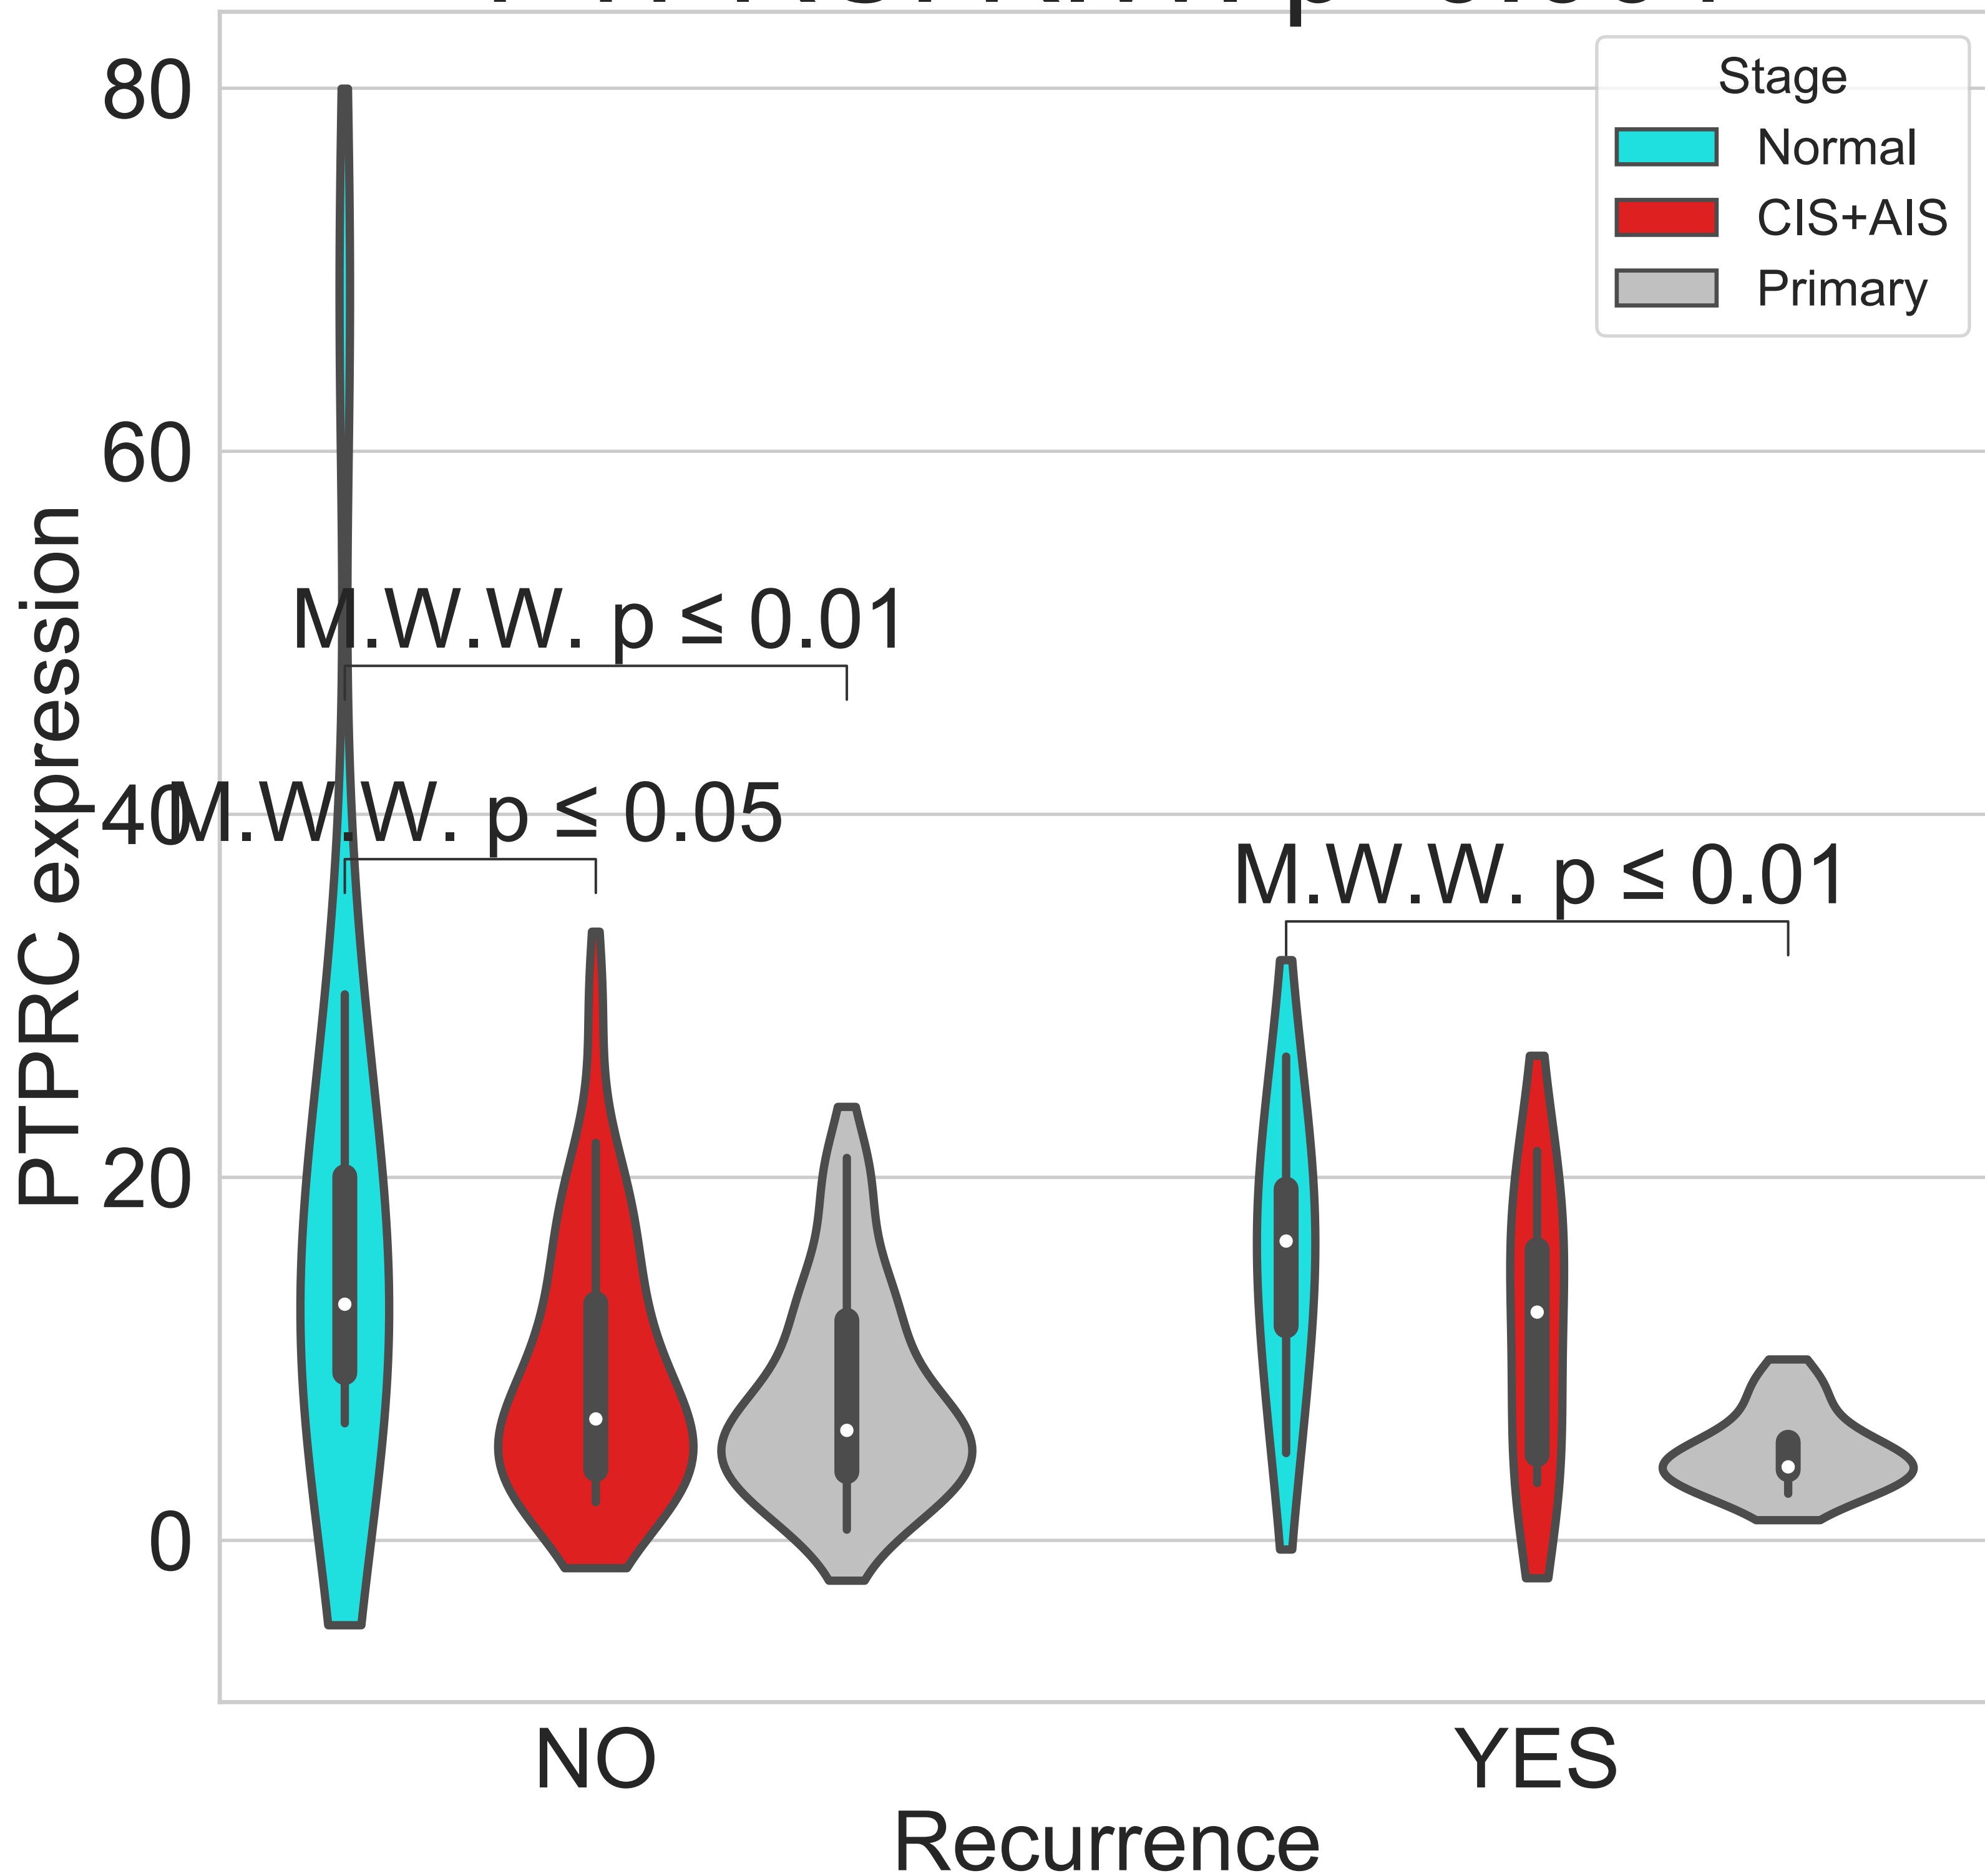 80
60
40
20
0
PTPRC expression
Stage
Normal
CIS+AIS
Primary
M.W.W. p ≤ 0.01
M.W.W. p ≤ 0.05
M.W.W. p ≤ 0.01
NO
YES
Recurrence